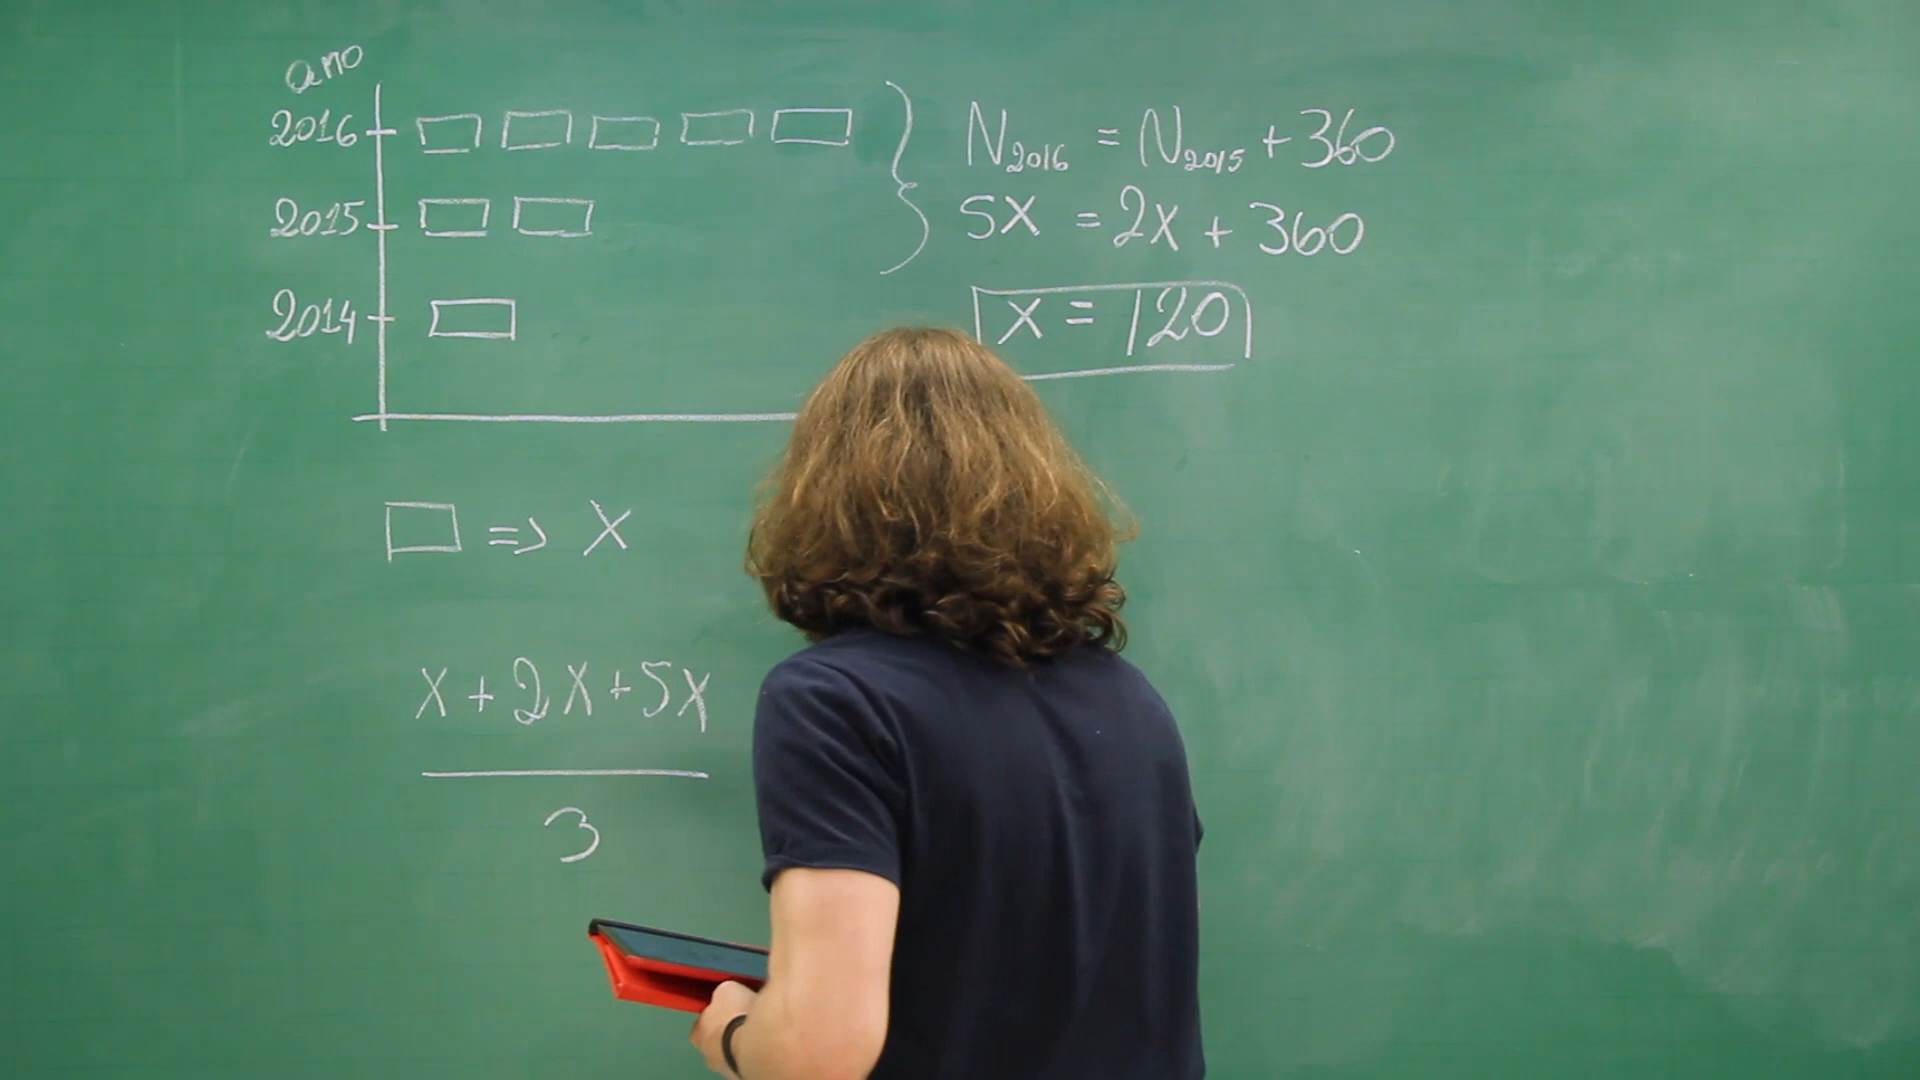 ano
2016
2015
2014
N2016 = N2015 + 360
5X = 2X + 360
X = 120
=> X
X + 2X + 5X
3